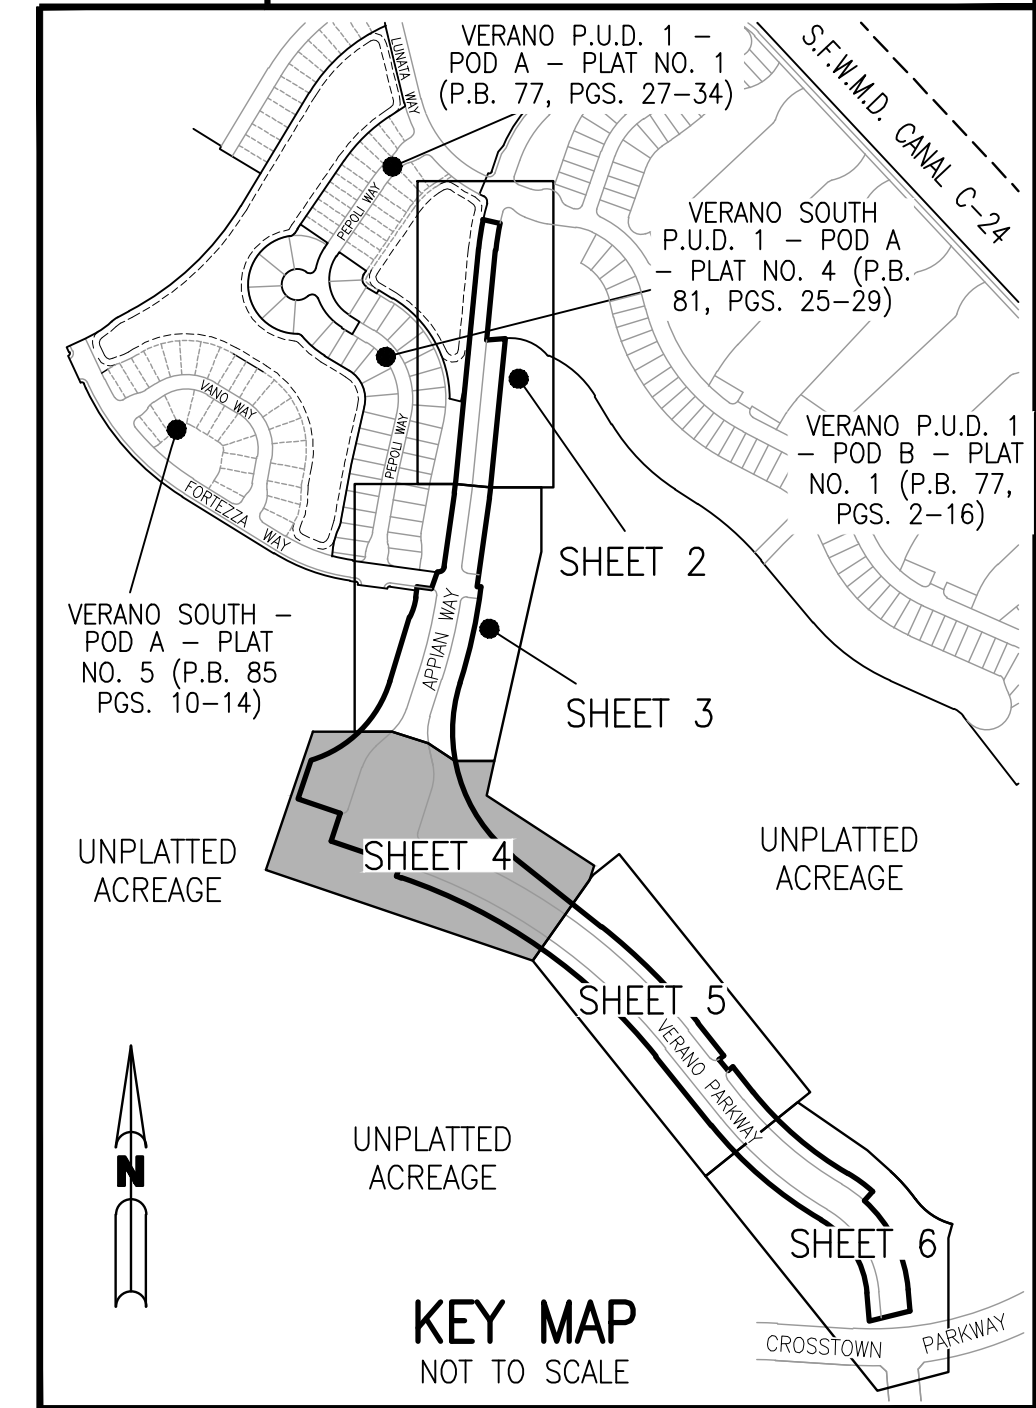 VERANO P.U.D. 1 –
POD A – PLAT NO. 1
(P.B. 77, PGS. 27–34)
LUNATA WAY
S.F.W.M.D. CANAL C–24
PEPOLI WAY
VERANO SOUTH
P.U.D. 1 – POD A
– PLAT NO. 4 (P.B.
81, PGS. 25–29)
VANO WAY
PEPOLI WAY
FORTEZZA WAY
VERANO P.U.D. 1
– POD B – PLAT
NO. 1 (P.B. 77,
PGS. 2–16)
SHEET 2
VERANO SOUTH –
POD A – PLAT
NO. 5 (P.B. 85
PGS. 10–14)
APPIAN WAY
SHEET 3
UNPLATTED
ACREAGE
SHEET 4
UNPLATTED
ACREAGE
SHEET 5
VERANO PARKWAY
UNPLATTED
ACREAGE
N
SHEET 6
KEY MAP
NOT TO SCALE
CROSSTOWN PARKWAY